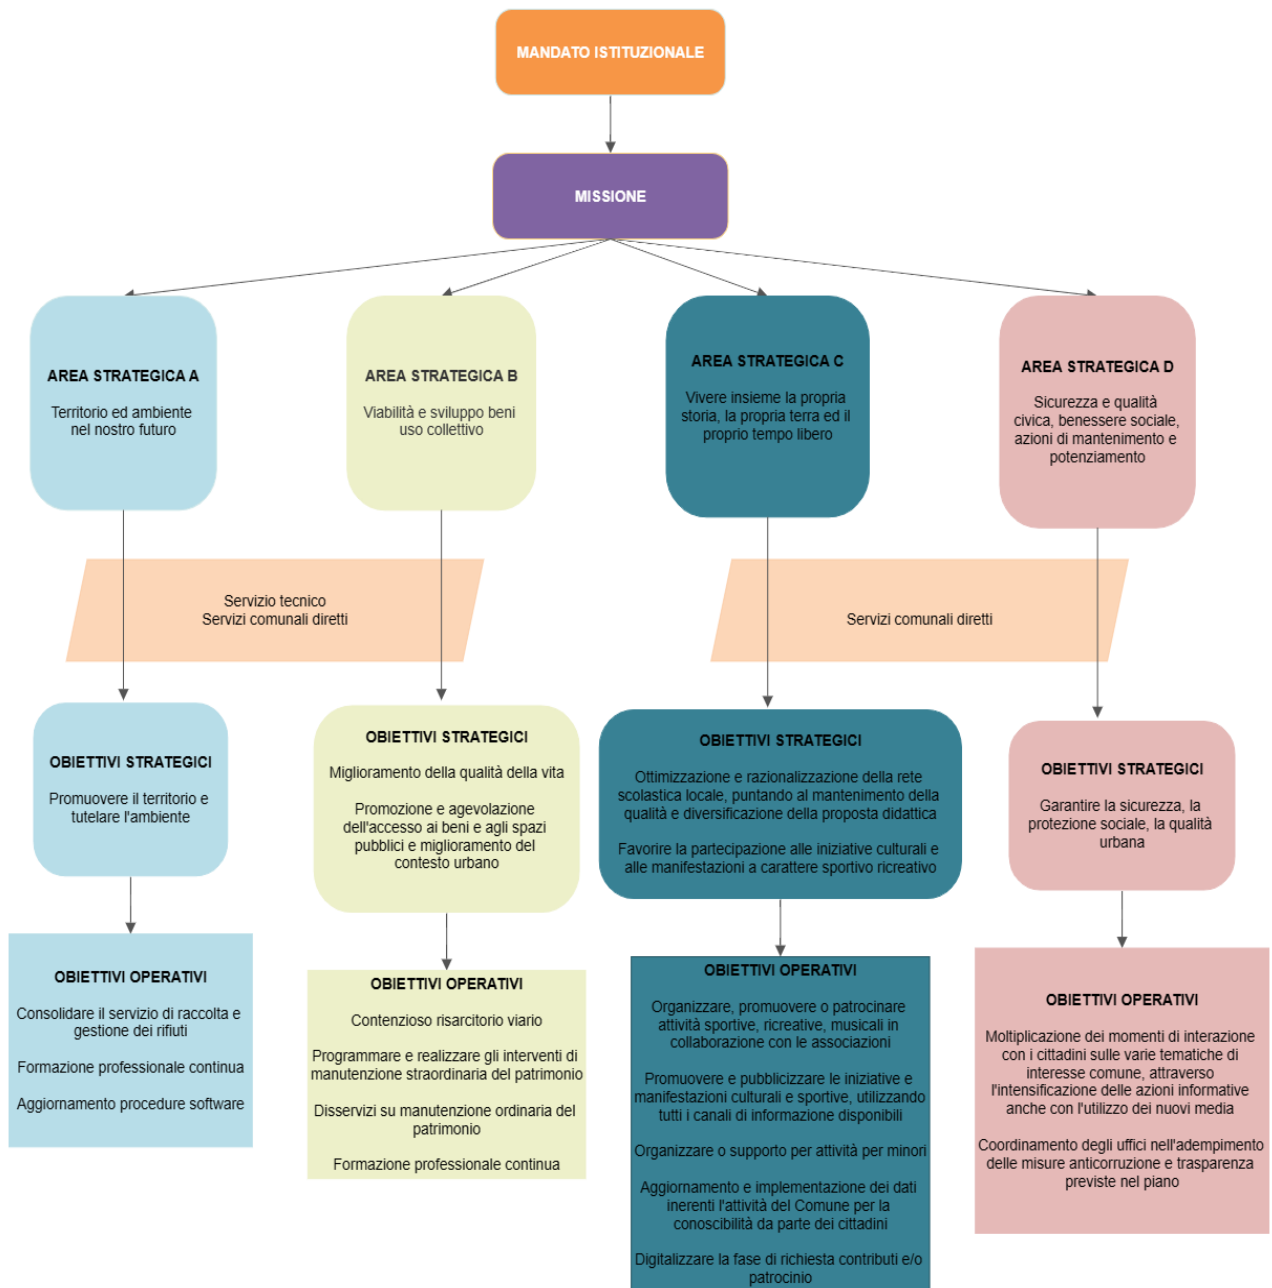 MANDATO ISTITUZIONALE
MISSIONE
AREA STRATEGICA A
Territorio ed ambiente
nel nostro futuro
AREA STRATEGICA B
Viabilità e sviluppo beni
uso collettivo
AREA STRATEGICA C
Vivere insieme la propria
storia, la propria terra ed il
proprio tempo libero
AREA STRATEGICA D
Sicurezza e qualità
civica, benessere sociale,
azioni di mantenimento e
potenziamento
Servizio tecnico
Servizi comunali diretti
Servizi comunali diretti
OBIETTIVI STRATEGICI
Promuovere il territorio e
tutelare l'ambiente
OBIETTIVI STRATEGICI
Miglioramento della qualità della vita
Promozione e agevolazione
dell'accesso ai beni e agli spazi
pubblici e miglioramento del
contesto urbano
OBIETTIVI STRATEGICI
Ottimizzazione e razionalizzazione della rete
scolastica locale, puntando al mantenimento della
qualità e diversificazione della proposta didattica
Favorire la partecipazione alle iniziative culturali e
alle manifestazioni a carattere sportivo ricreativo
OBIETTIVI STRATEGICI
Garantire la sicurezza, la
protezione sociale, la qualità
urbana
OBIETTIVI OPERATIVI
Consolidare il servizio di raccolta e
gestione dei rifiuti
Formazione professionale continua
Aggiornamento procedure software
OBIETTIVI OPERATIVI
Contenzioso risarcitorio viario
Programmare e realizzare gli interventi di
manutenzione straordinaria del patrimonio
Disservizi su manutenzione ordinaria del
patrimonio
Formazione professionale continua
OBIETTIVI OPERATIVI
Organizzare, promuovere o patrocinare
attività sportive, ricreative, musicali in
collaborazione con le associazioni
Promuovere e pubblicizzare le iniziative e
manifestazioni culturali e sportive, utilizzando
tutti i canali di informazione disponibili
Organizzare o supporto per attività per minori
Aggiornamento e implementazione dei dati
inerenti l'attività del Comune per la
conoscibilità da parte dei cittadini
Digitalizzare la fase di richiesta contributi e/o
patrocinio
OBIETTIVI OPERATIVI
Moltiplicazione dei momenti di interazione
con i cittadini sulle varie tematiche di
interesse comune, attraverso
l'intensificazione delle azioni informative
anche con l'utilizzo dei nuovi media
Coordinamento degli uffici nell'adempimento
delle misure anticorruzione e trasparenza
previste nel piano